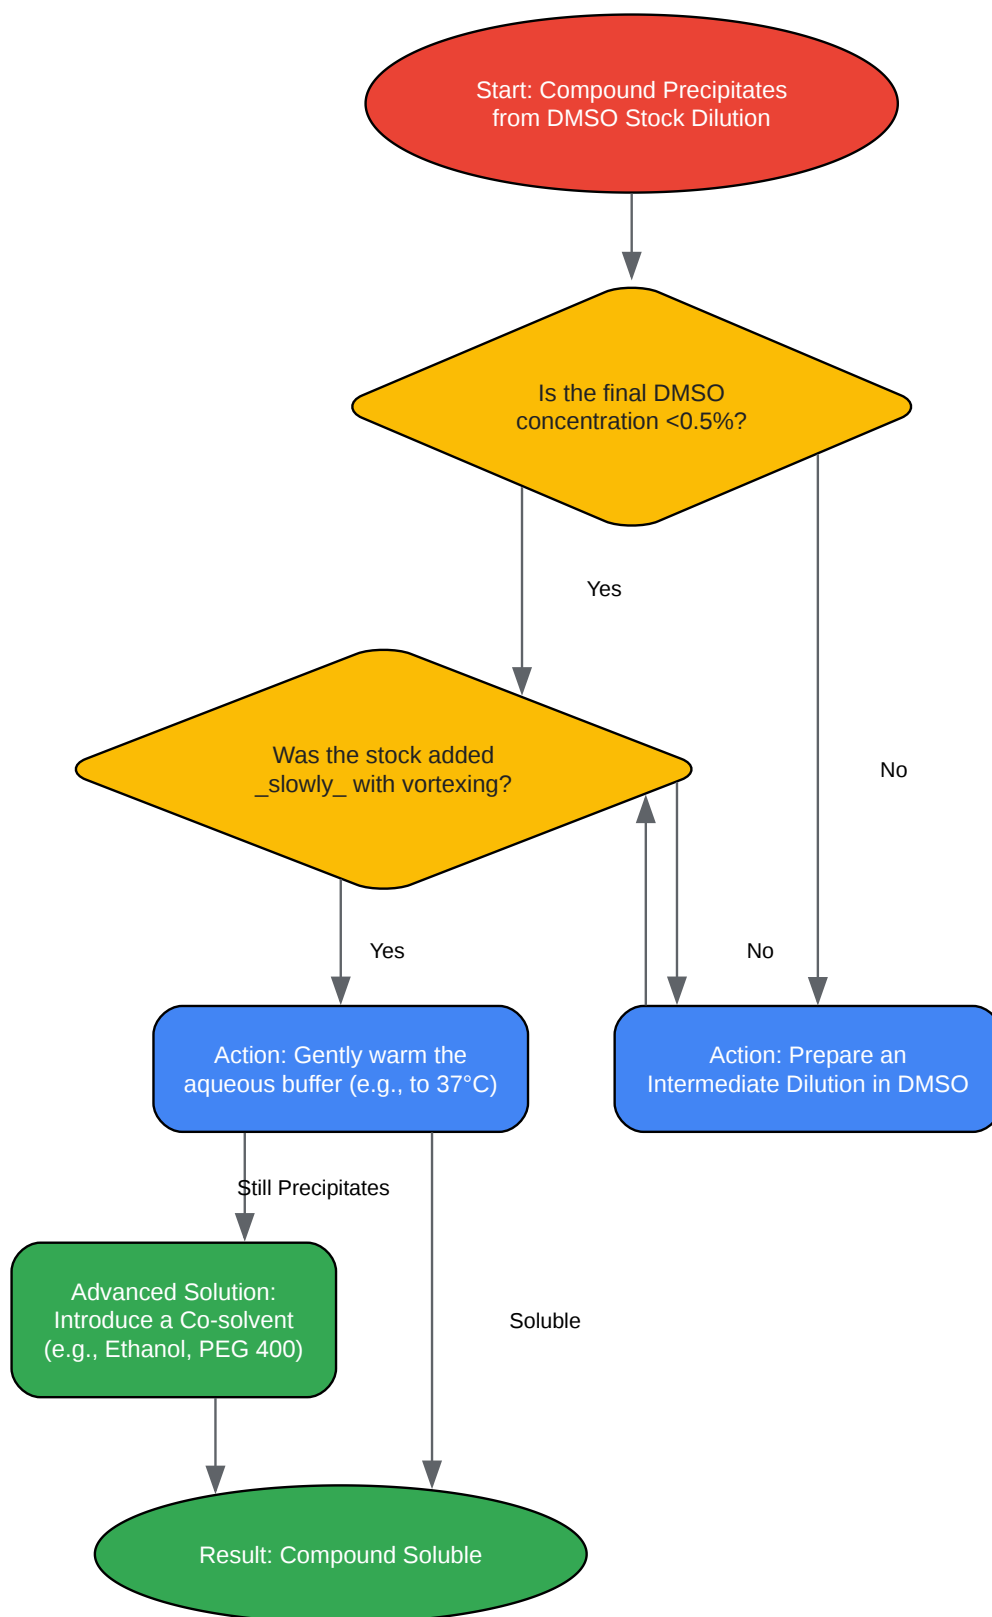 Start: Compound Precipitates
from DMSO Stock Dilution
Is the final DMSO
concentration <0.5%?
Yes
No
Was the stock added
_slowly_ with vortexing?
Yes
No
Action: Gently warm the
aqueous buffer (e.g., to 37°C)
Action: Prepare an
Intermediate Dilution in DMSO
Still Precipitates
Advanced Solution:
Introduce a Co-solvent
(e.g., Ethanol, PEG 400)
Soluble
Result: Compound Soluble